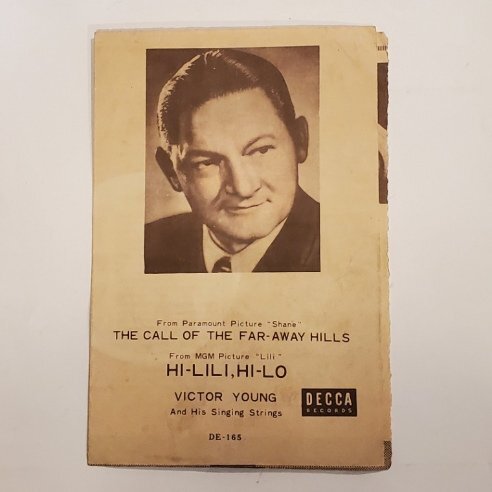 From Paramount Picture "Shane"
THE CALL OF THE FAR-AWAY HILLS
From MGM Picture "Lili"
HI-LILI, HI-LO
VICTOR YOUNG
And His Singing Strings
DECCA
RECORDS
DE-165